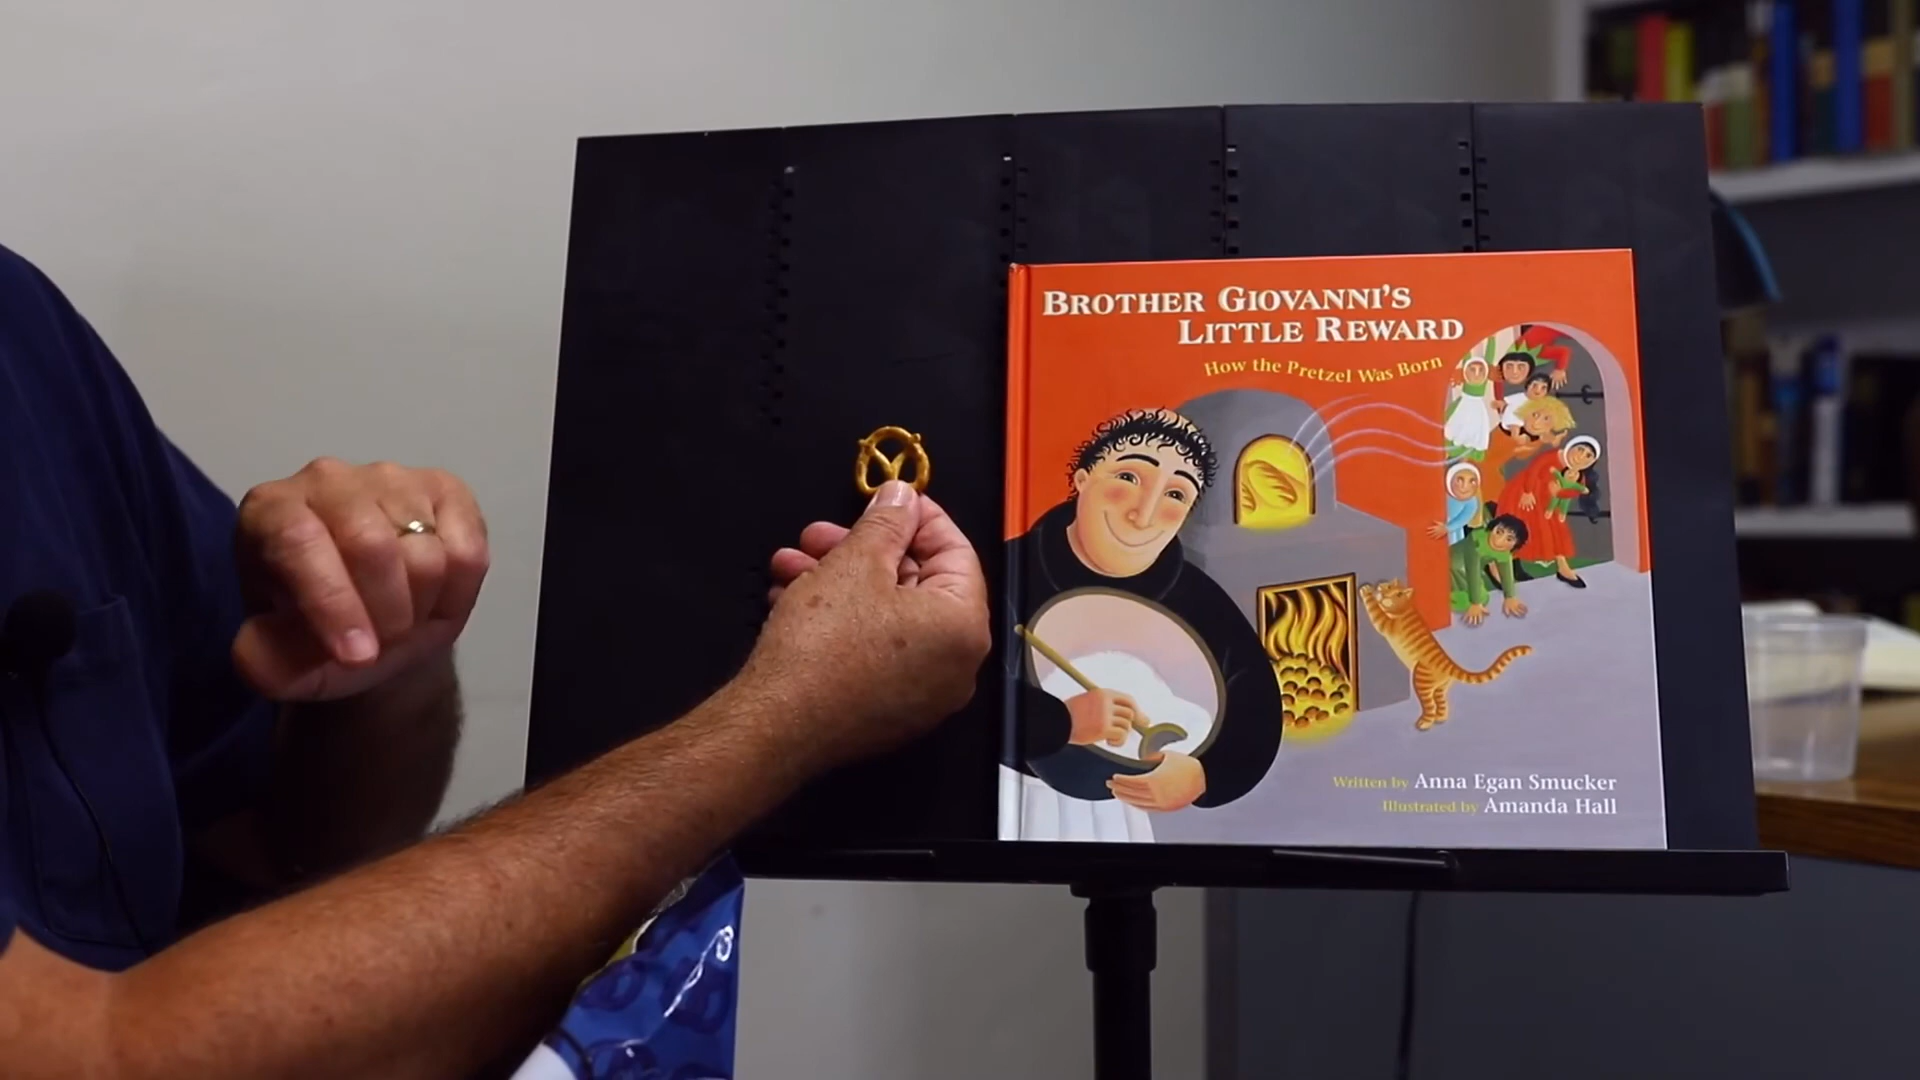 BROTHER GIOVANNI'S
LITTLE REWARD
How the Pretzel Was Born
Written by Anna Egan Smucker
Illustrated by Amanda Hall